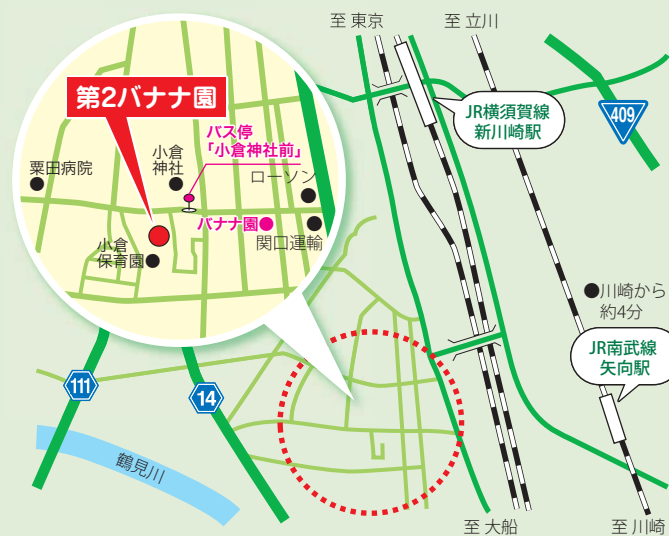 至 東京
至 立川
第2バナナ園
JR横須賀線
新川崎駅
409
バス停
「小倉神社前」
小倉
神社
粟田病院
ローソン
バナナ園
関口運輸
小倉
保育園
川崎から
約4分
JR南武線
矢向駅
111
14
鶴見川
至 大船
至 川崎